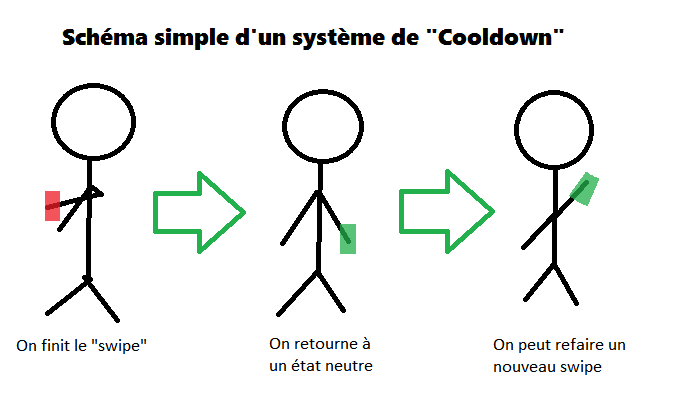 Schéma simple d'un système de "Cooldown"
On finit le "swipe"
On retourne à
un état neutre
On peut refaire un
nouveau swipe